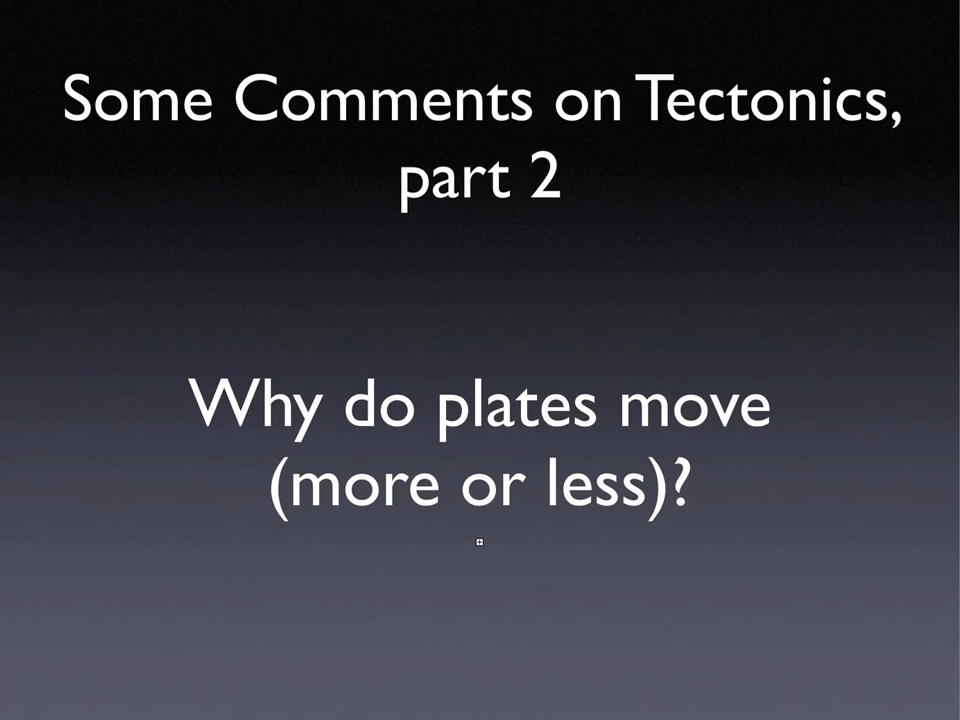 Some Comments on Tectonics,
part 2
Why do plates move
(more or less)?